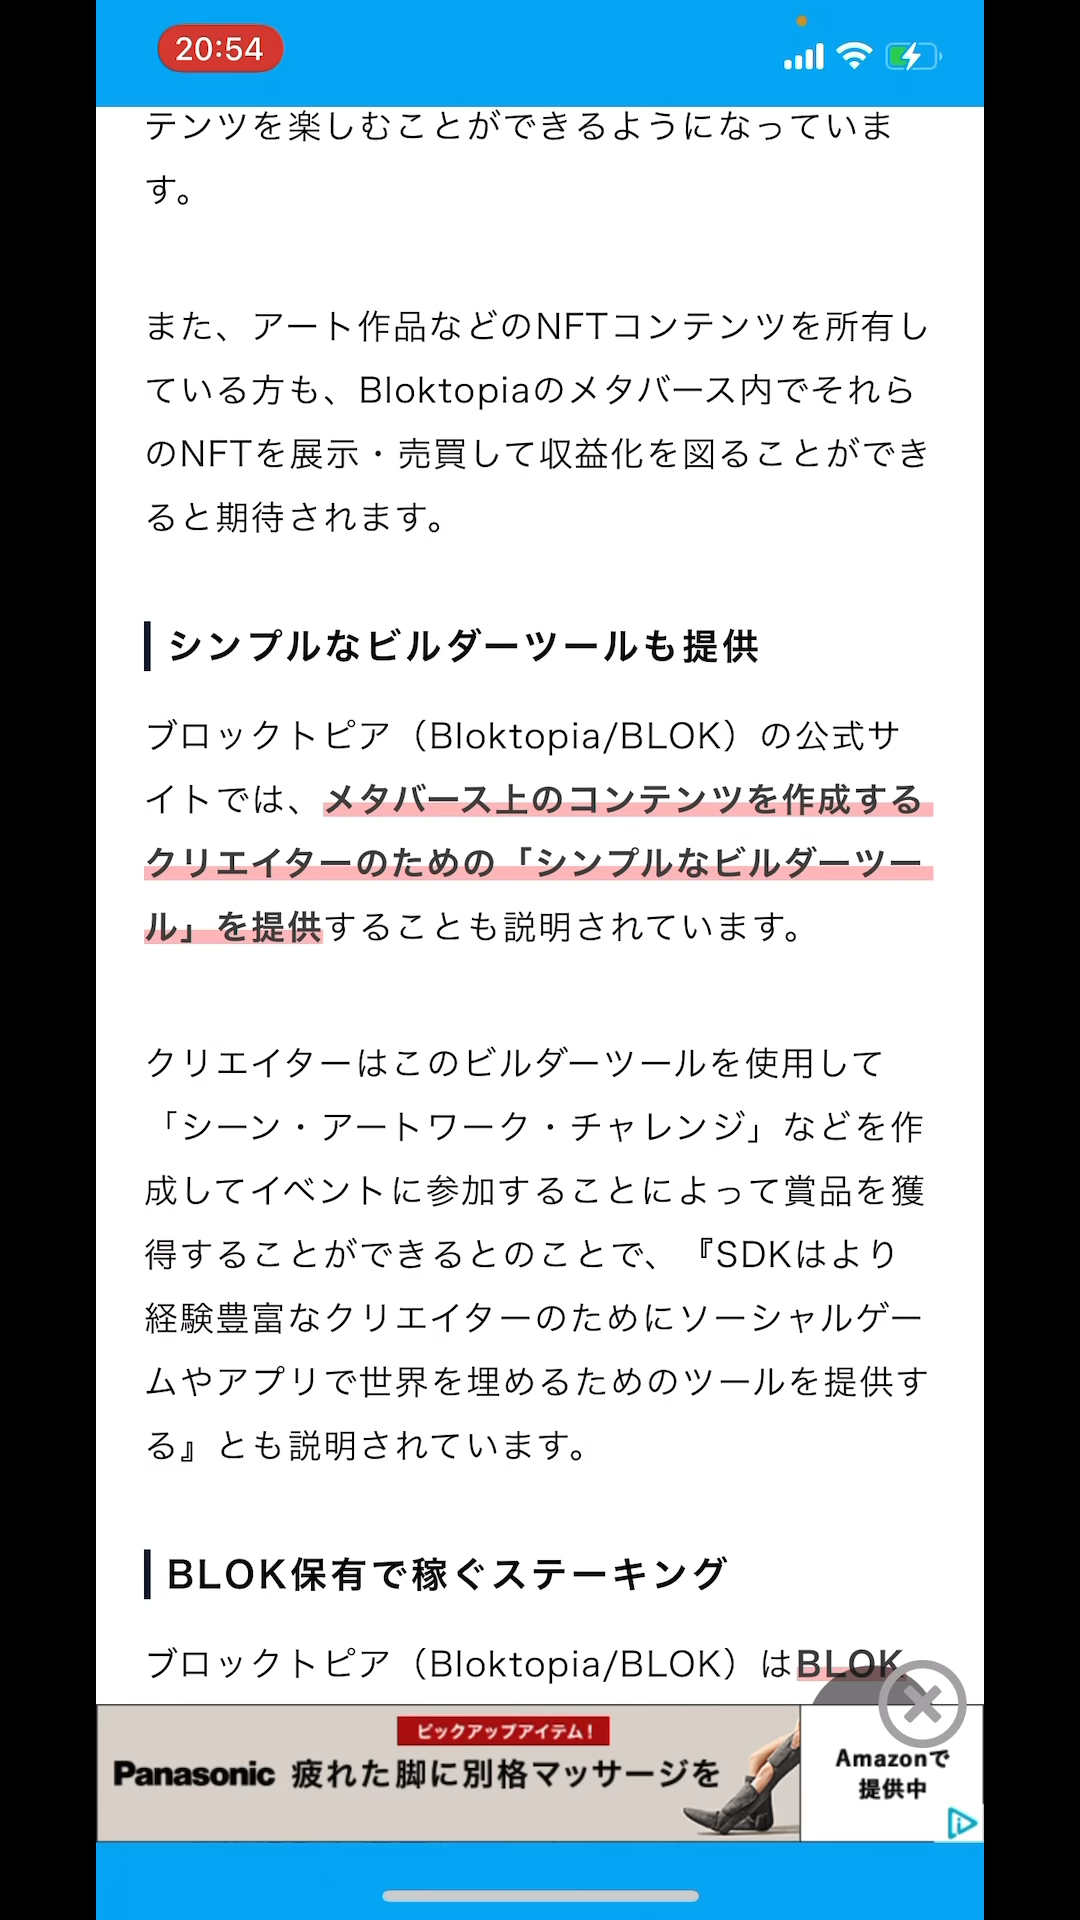 20:54
テンツを楽しむことができるようになっていま
す。
また、アート作品などのNFTコンテンツを所有し
ている方も、Bloktopiaのメタバース内でそれら
のNFTを展示・売買して収益化を図ることができ
ると期待されます。
シンプルなビルダーツールも提供
ブロックトピア（Bloktopia/BLOK）の公式サ
イトでは、メタバース上のコンテンツを作成する
クリエイターのための「シンプルなビルダーツー
ル」を提供することも説明されています。
クリエイターはこのビルダーツールを使用して
「シーン・アートワーク・チャレンジ」などを作
成してイベントに参加することによって賞品を獲
得することができるとのことで、『SDKはより
経験豊富なクリエイターのためにソーシャルゲー
ムやアプリで世界を埋めるためのツールを提供す
る』とも説明されています。
BLOK保有で稼ぐステーキング
ブロックトピア（Bloktopia/BLOK）はBLOK
ピックアップアイテム！
Panasonic 疲れた脚に別格マッサージを
Amazonで
提供中